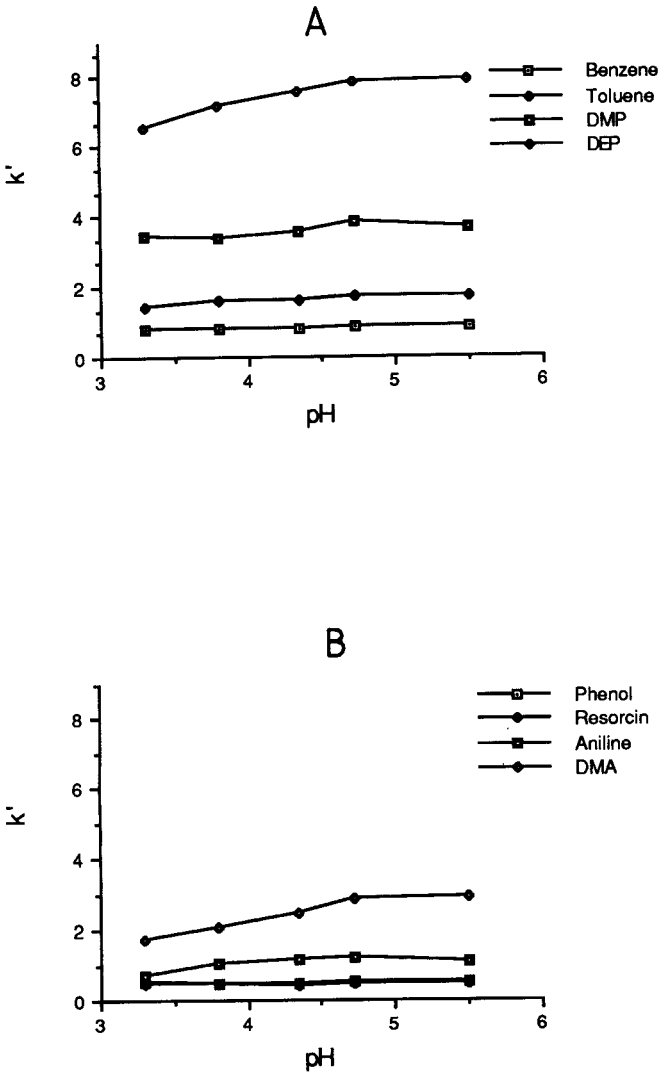 A
8
6
4
2
0
k'
3
4
5
6
pH
Benzene
Toluene
DMP
DEP
B
8
6
4
2
0
k'
3
4
5
6
pH
Phenol
Resorcin
Aniline
DMA